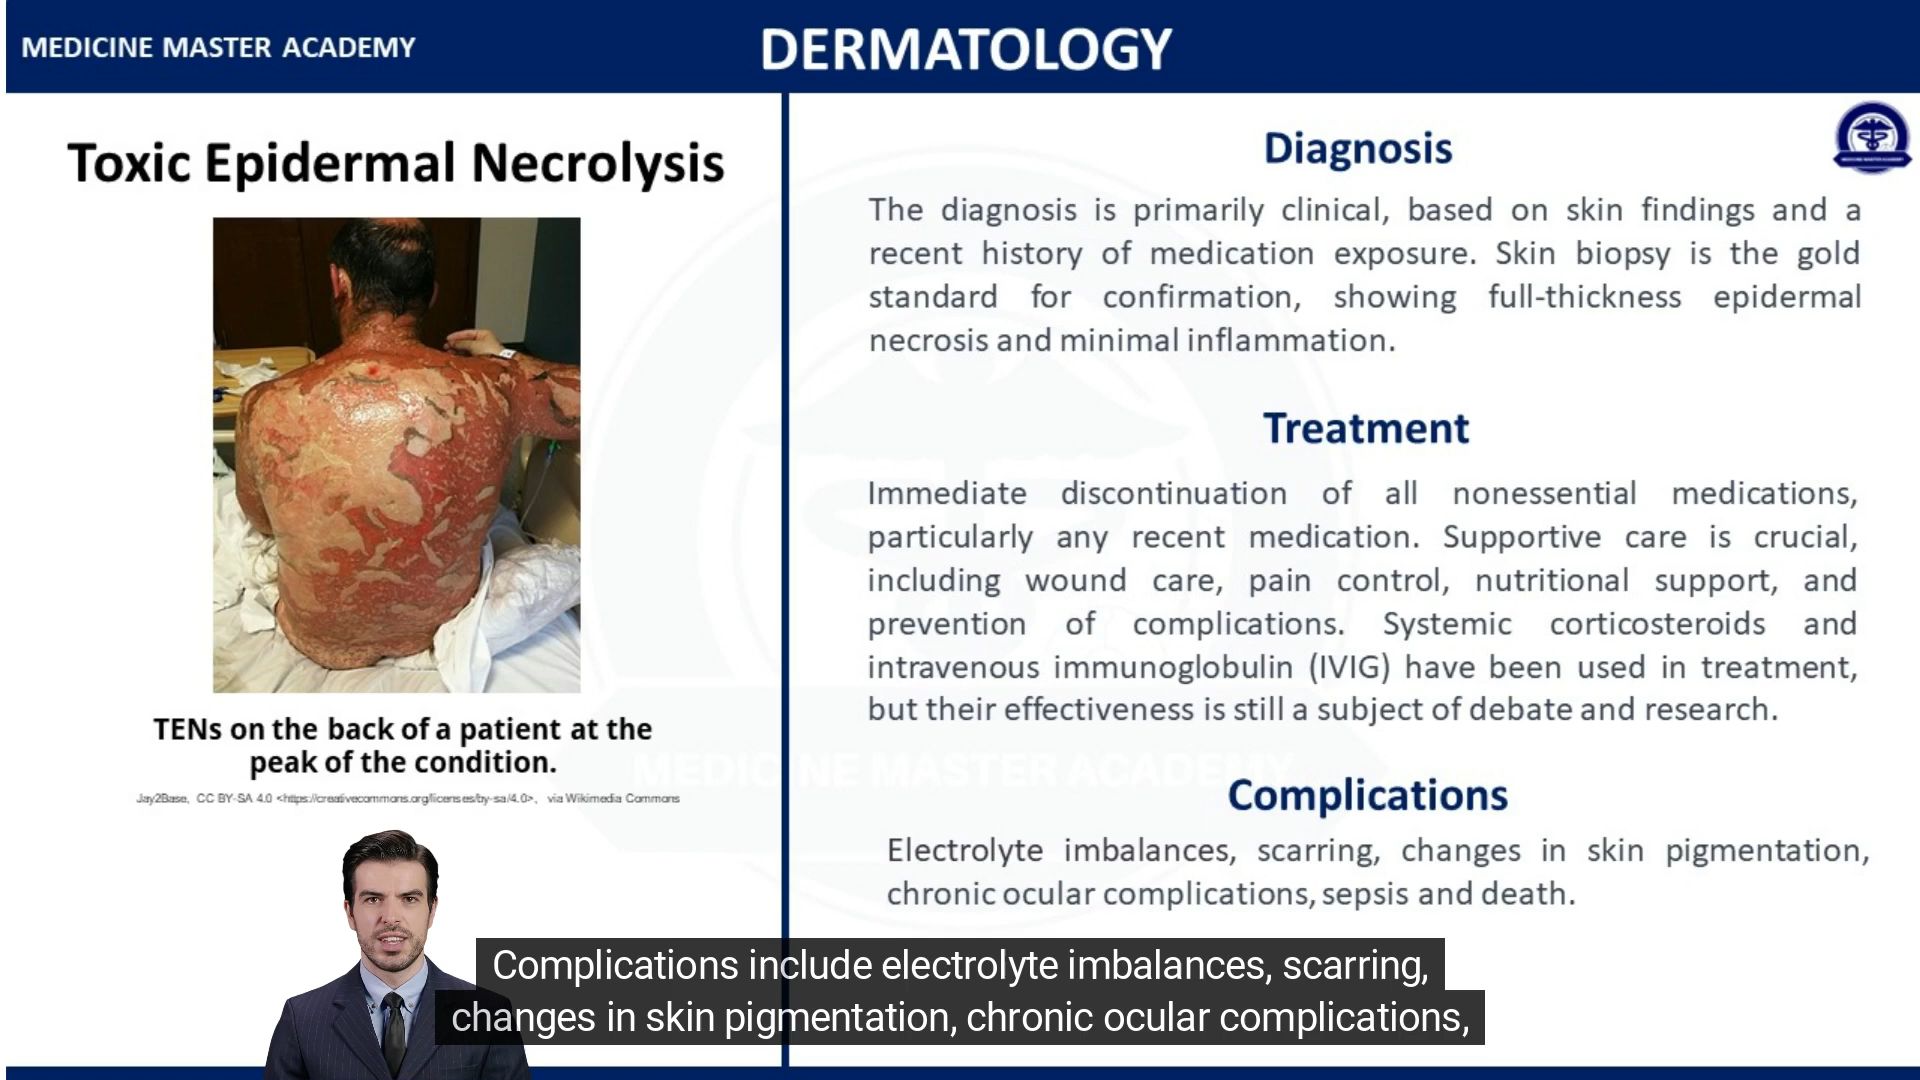 MEDICINE MASTER ACADEMY
DERMATOLOGY
Toxic Epidermal Necrolysis
TENs on the back of a patient at the
peak of the condition.
Jay2Base, CC BY-SA 4.0 <https://creativecommons.org/licenses/by-sa/4.0>, via Wikimedia Commons
Diagnosis
The diagnosis is primarily clinical, based on skin findings and a
recent history of medication exposure. Skin biopsy is the gold
standard for confirmation, showing full-thickness epidermal
necrosis and minimal inflammation.
Treatment
Immediate discontinuation of all nonessential medications,
particularly any recent medication. Supportive care is crucial,
including wound care, pain control, nutritional support, and
prevention of complications. Systemic corticosteroids and
intravenous immunoglobulin (IVIG) have been used in treatment,
but their effectiveness is still a subject of debate and research.
Complications
Electrolyte imbalances, scarring, changes in skin pigmentation,
chronic ocular complications, sepsis and death.
MEDICINE MASTER ACADEMY
MEDICINE MASTER ACADEMY
Complications include electrolyte imbalances, scarring,
changes in skin pigmentation, chronic ocular complications,